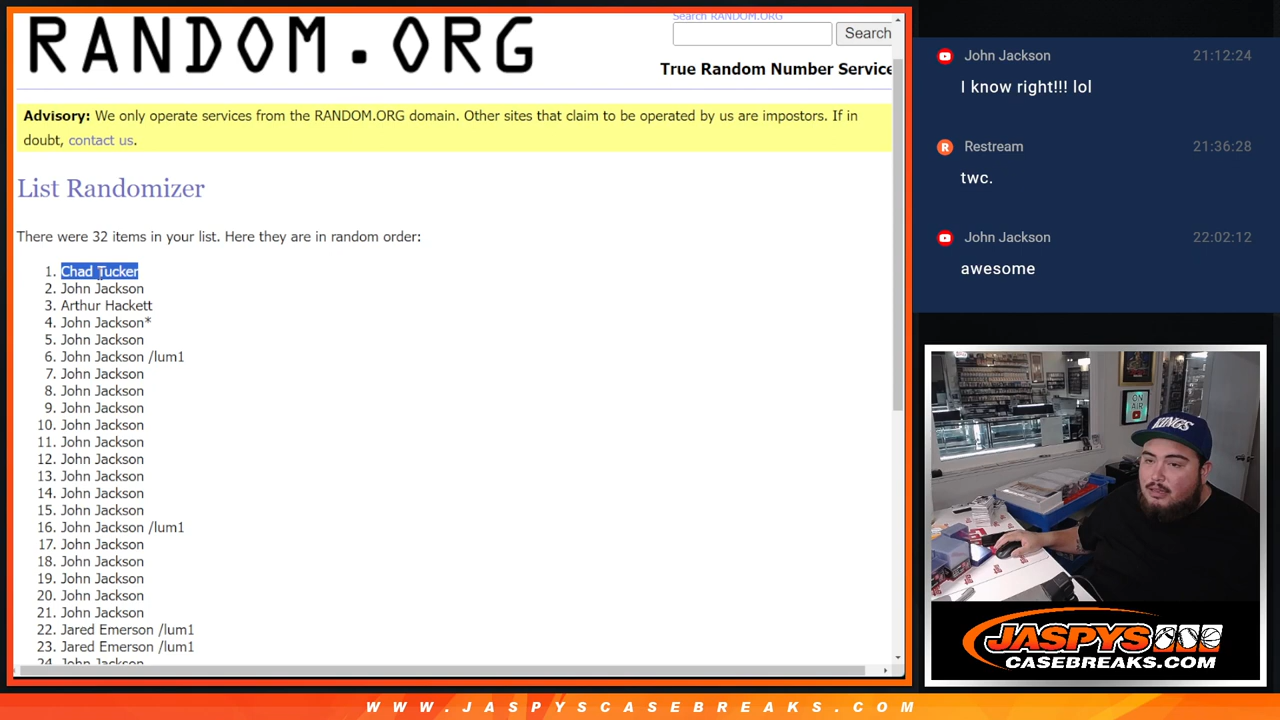 RANDOM.ORG
Search RANDOM.ORG
Search
True Random Number Service
Advisory: We only operate services from the RANDOM.ORG domain. Other sites that claim to be operated by us are impostors. If in
doubt, contact us.
List Randomizer
There were 32 items in your list. Here they are in random order:
1. Chad Tucker
2. John Jackson
3. Arthur Hackett
4. John Jackson*
5. John Jackson
6. John Jackson /lum1
7. John Jackson
8. John Jackson
9. John Jackson
10. John Jackson
11. John Jackson
12. John Jackson
13. John Jackson
14. John Jackson
15. John Jackson
16. John Jackson /lum1
17. John Jackson
18. John Jackson
19. John Jackson
20. John Jackson
21. John Jackson
22. Jared Emerson /lum1
23. Jared Emerson /lum1
24. John Jackson
John Jackson 21:12:24
I know right!!! lol
R Restream 21:36:28
twc.
John Jackson 22:02:12
awesome
ON
AIR
KINGS
JASPYS
CASEBREAKS.COM
WWW.JASPYSCASEBREAKS.COM